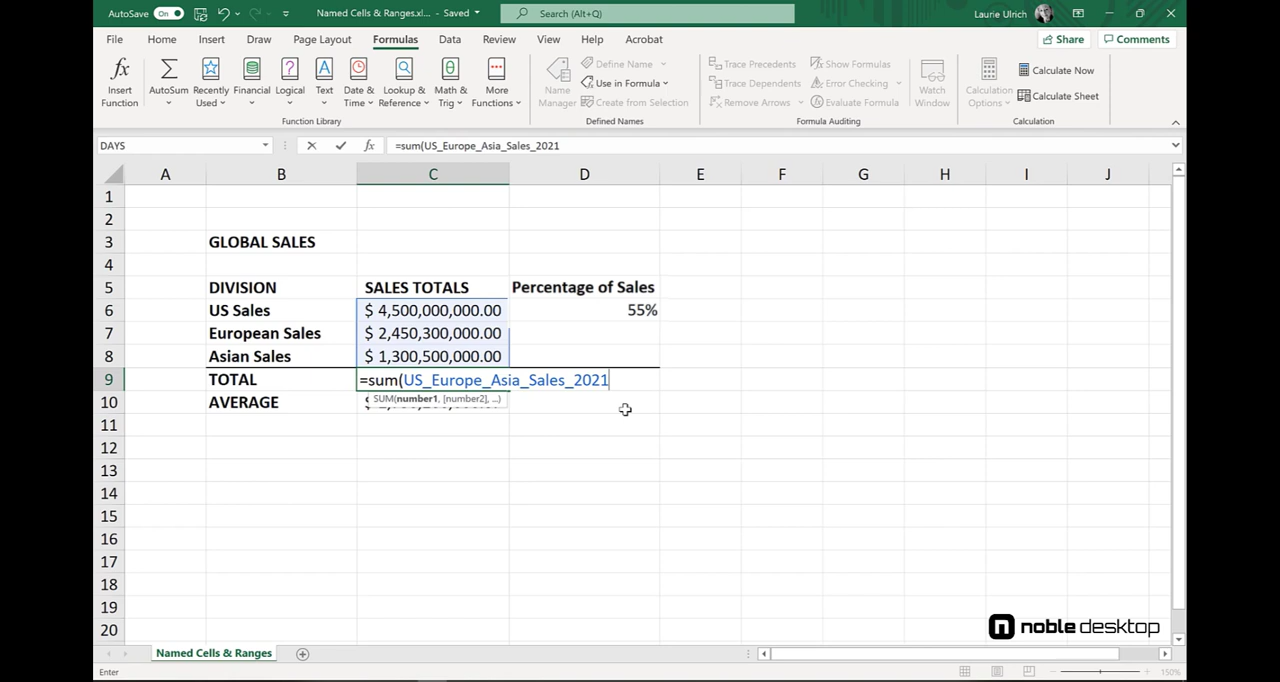 AutoSave On Named Cells & Ranges.xl... - Saved Search (Alt+Q) Laurie Ulrich
File Home Insert Draw Page Layout Formulas Data Review View Help Acrobat Share Comments
Insert Function
AutoSum
Recently Used
Financial
Logical
Text
Date & Time
Lookup & Reference
Math & Trig
More Functions
Function Library
Name Manager
Define Name
Use in Formula
Create from Selection
Defined Names
Trace Precedents
Trace Dependents
Remove Arrows
Show Formulas
Error Checking
Evaluate Formula
Formula Auditing
Watch Window
Calculation Options
Calculate Now
Calculate Sheet
Calculation
DAYS fx =sum(US_Europe_Asia_Sales_2021
A B C D E F G H I J
1
2
3 GLOBAL SALES
4
5 DIVISION SALES TOTALS Percentage of Sales
6 US Sales $ 4,500,000,000.00 55%
7 European Sales $ 2,450,300,000.00
8 Asian Sales $ 1,300,500,000.00
9 TOTAL =sum(US_Europe_Asia_Sales_2021
SUM(number1, [number2], ...)
10 AVERAGE
11
12
13
14
15
16
17
18
19
20
noble desktop
Named Cells & Ranges
Enter 150%